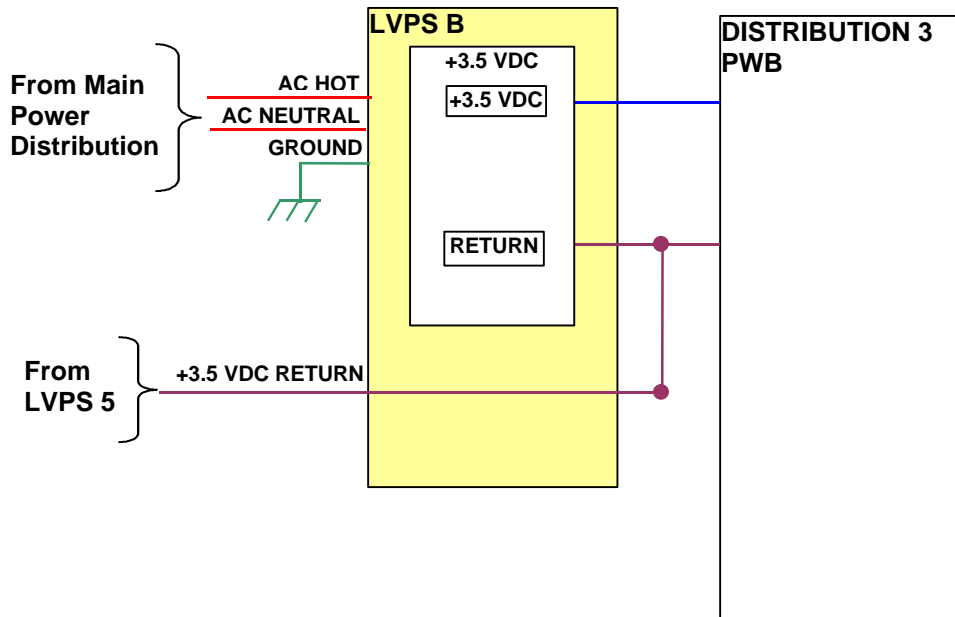 LVPS B
DISTRIBUTION 3
PWB
+3.5 VDC
+3.5 VDC
From Main
Power
Distribution
AC HOT
AC NEUTRAL
GROUND
RETURN
From
LVPS 5
+3.5 VDC RETURN